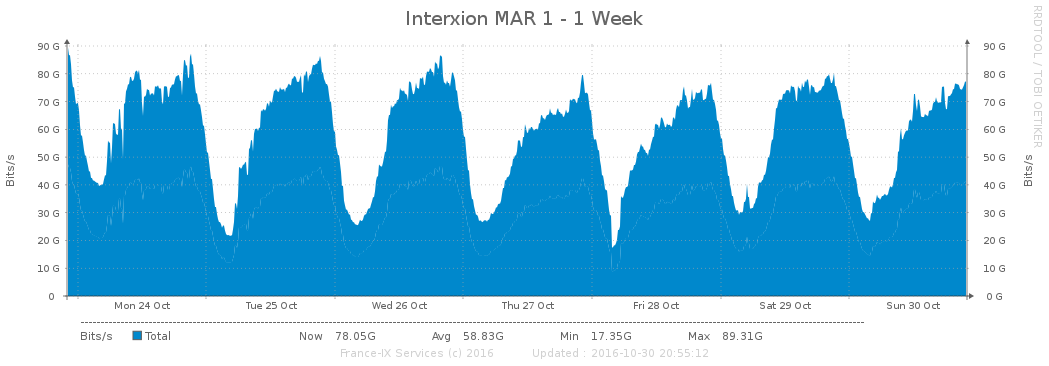 Interxion MAR 1 - 1 Week
RRDTOOL / TOBI OETIKER
90 G 90 G
80 G 80 G
70 G 70 G
60 G 60 G
50 G 50 G
40 G 40 G
30 G 30 G
20 G 20 G
10 G 10 G
0 0 G
Bits/s
Bits/s
Mon 24 Oct Tue 25 Oct Wed 26 Oct Thu 27 Oct Fri 28 Oct Sat 29 Oct Sun 30 Oct
Bits/s Total Now 78.05G Avg 58.83G Min 17.35G Max 89.31G
France-IX Services (c) 2016 Updated : 2016-10-30 20:55:12